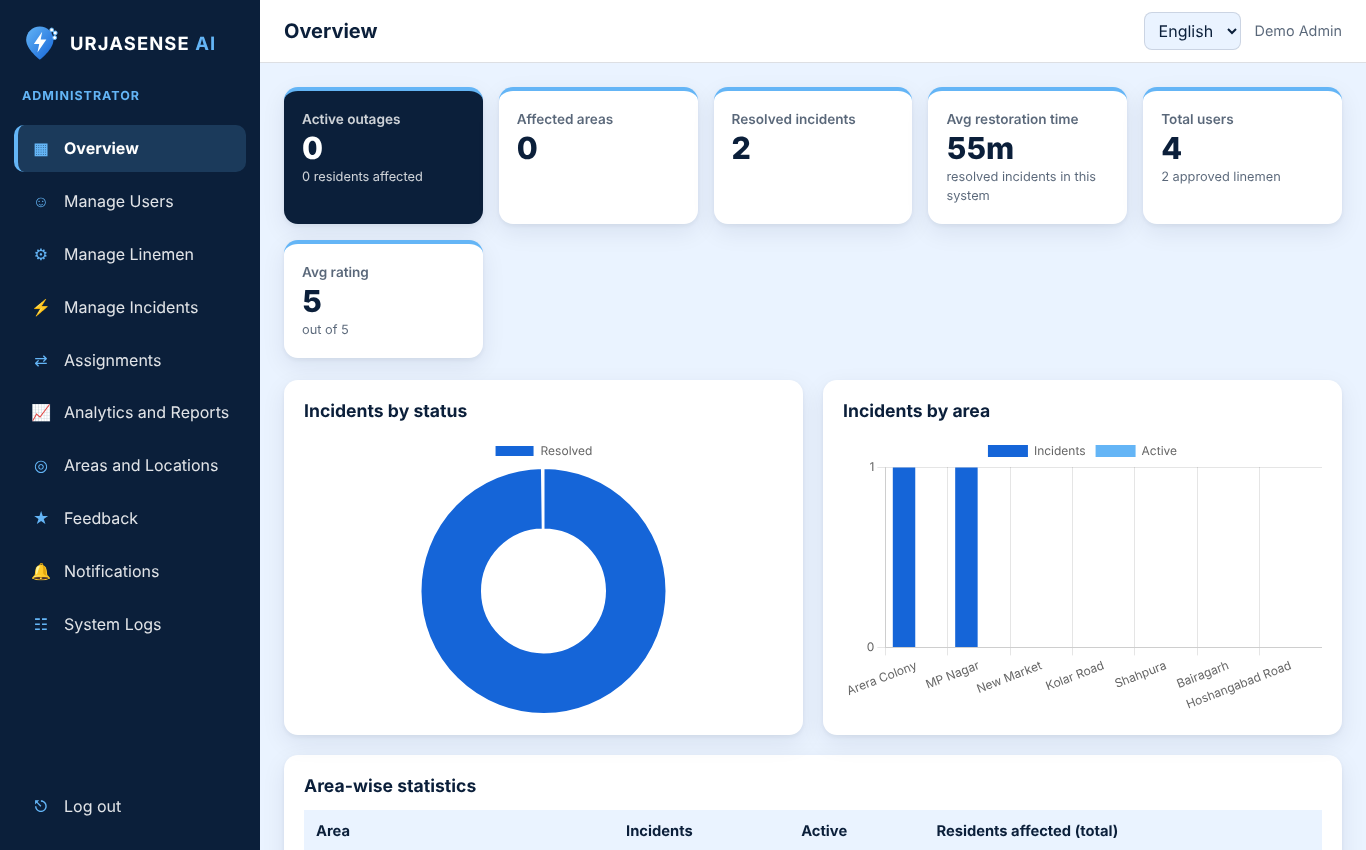 URJASENSE AI
ADMINISTRATOR
Overview
Manage Users
Manage Linemen
Manage Incidents
Assignments
Analytics and Reports
Areas and Locations
Feedback
Notifications
System Logs
Log out
Overview
English
Demo Admin
Active outages
0
0 residents affected
Affected areas
0
Resolved incidents
2
Avg restoration time
55m
resolved incidents in this
system
Total users
4
2 approved linemen
Avg rating
5
out of 5
Incidents by status
Resolved
Incidents by area
Incidents
Active
1
0
Arera Colony
MP Nagar
New Market
Kolar Road
Shahpura
Bairagarh
Hoshangabad Road
Area-wise statistics
Area
Incidents
Active
Residents affected (total)